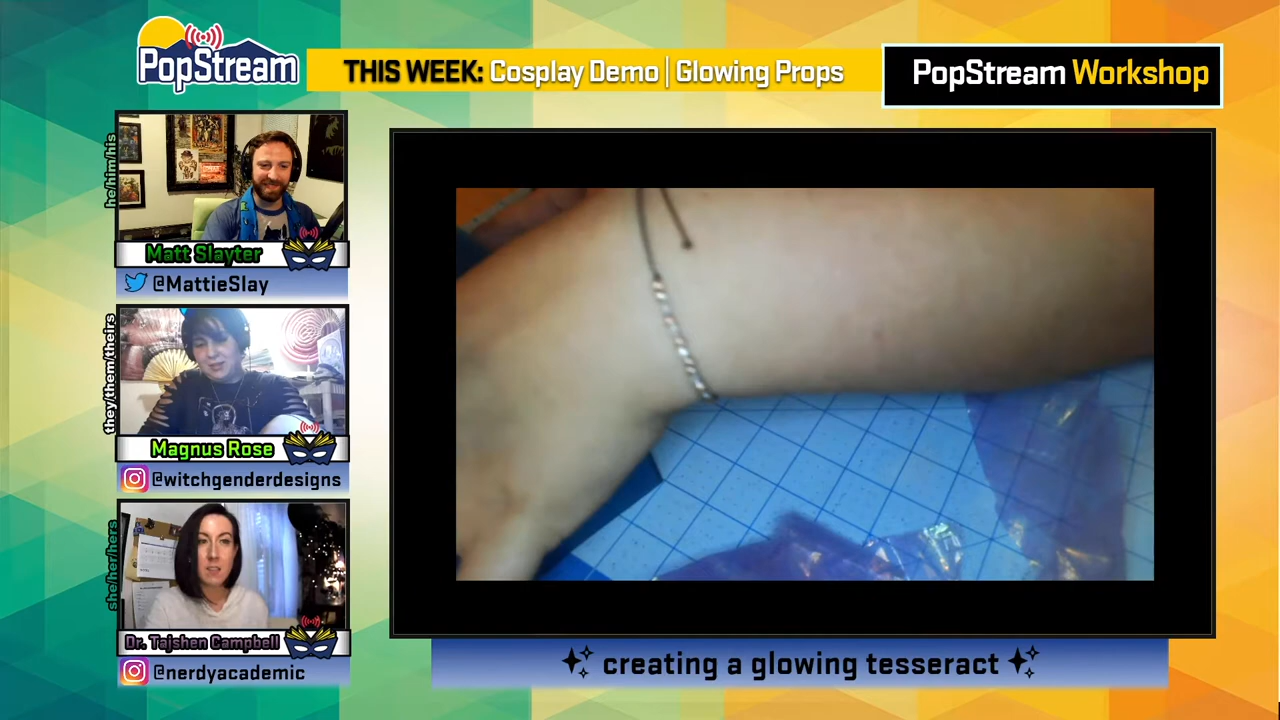 PopStream
THIS WEEK: Cosplay Demo | Glowing Props
PopStream Workshop
he/him/his
Matt Slayter
@MattieSlay
they/them/theirs
Magnus Rose
@witchgenderdesigns
she/her/hers
Dr. Tajshen Campbell
@nerdyacademic
creating a glowing tesseract